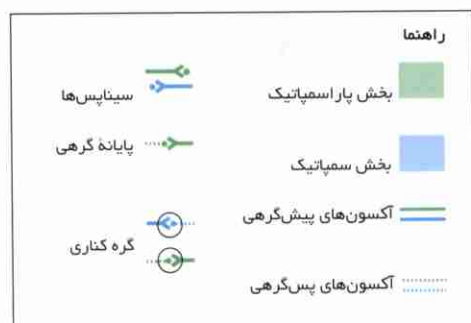 راهنما
بخش پاراسمپاتیک
بخش سمپاتیک
آکسون‌های پیش‌گرهی
آکسون‌های پس‌گرهی
سیناپس‌ها
پایانهٔ گرهی
گره کناری